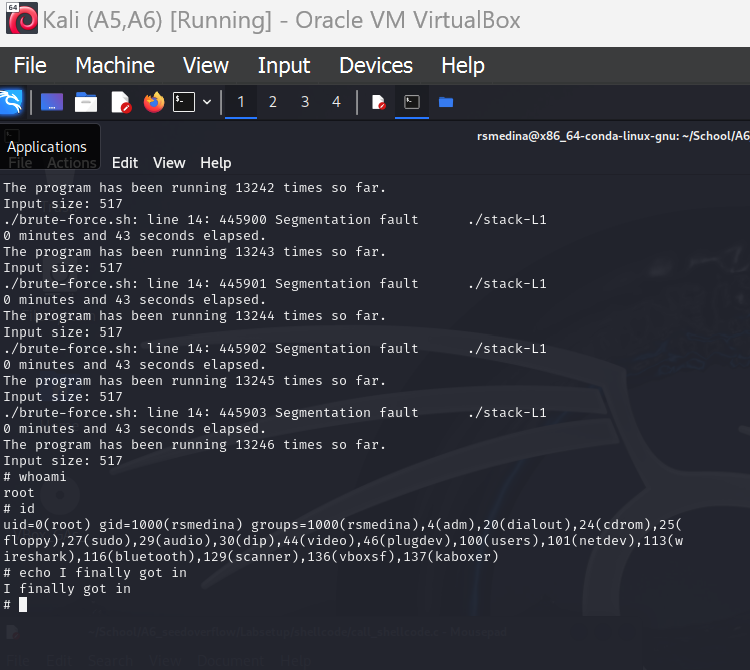 64
Kali (A5,A6) [Running] - Oracle VM VirtualBox
File Machine View Input Devices Help
1 2 3 4
rsmedina@x86_64-conda-linux-gnu: ~/School/A6
Applications
File Actions Edit View Help
The program has been running 13242 times so far.
Input size: 517
./brute-force.sh: line 14: 445900 Segmentation fault ./stack-L1
0 minutes and 43 seconds elapsed.
The program has been running 13243 times so far.
Input size: 517
./brute-force.sh: line 14: 445901 Segmentation fault ./stack-L1
0 minutes and 43 seconds elapsed.
The program has been running 13244 times so far.
Input size: 517
./brute-force.sh: line 14: 445902 Segmentation fault ./stack-L1
0 minutes and 43 seconds elapsed.
The program has been running 13245 times so far.
Input size: 517
./brute-force.sh: line 14: 445903 Segmentation fault ./stack-L1
0 minutes and 43 seconds elapsed.
The program has been running 13246 times so far.
Input size: 517
# whoami
root
# id
uid=0(root) gid=1000(rsmedina) groups=1000(rsmedina),4(adm),20(dialout),24(cdrom),25(
floppy),27(sudo),29(audio),30(dip),44(video),46(plugdev),100(users),101(netdev),113(w
ireshark),116(bluetooth),129(scanner),136(vboxsf),137(kaboxer)
# echo I finally got in
I finally got in
#
File Edit Search View Document Help